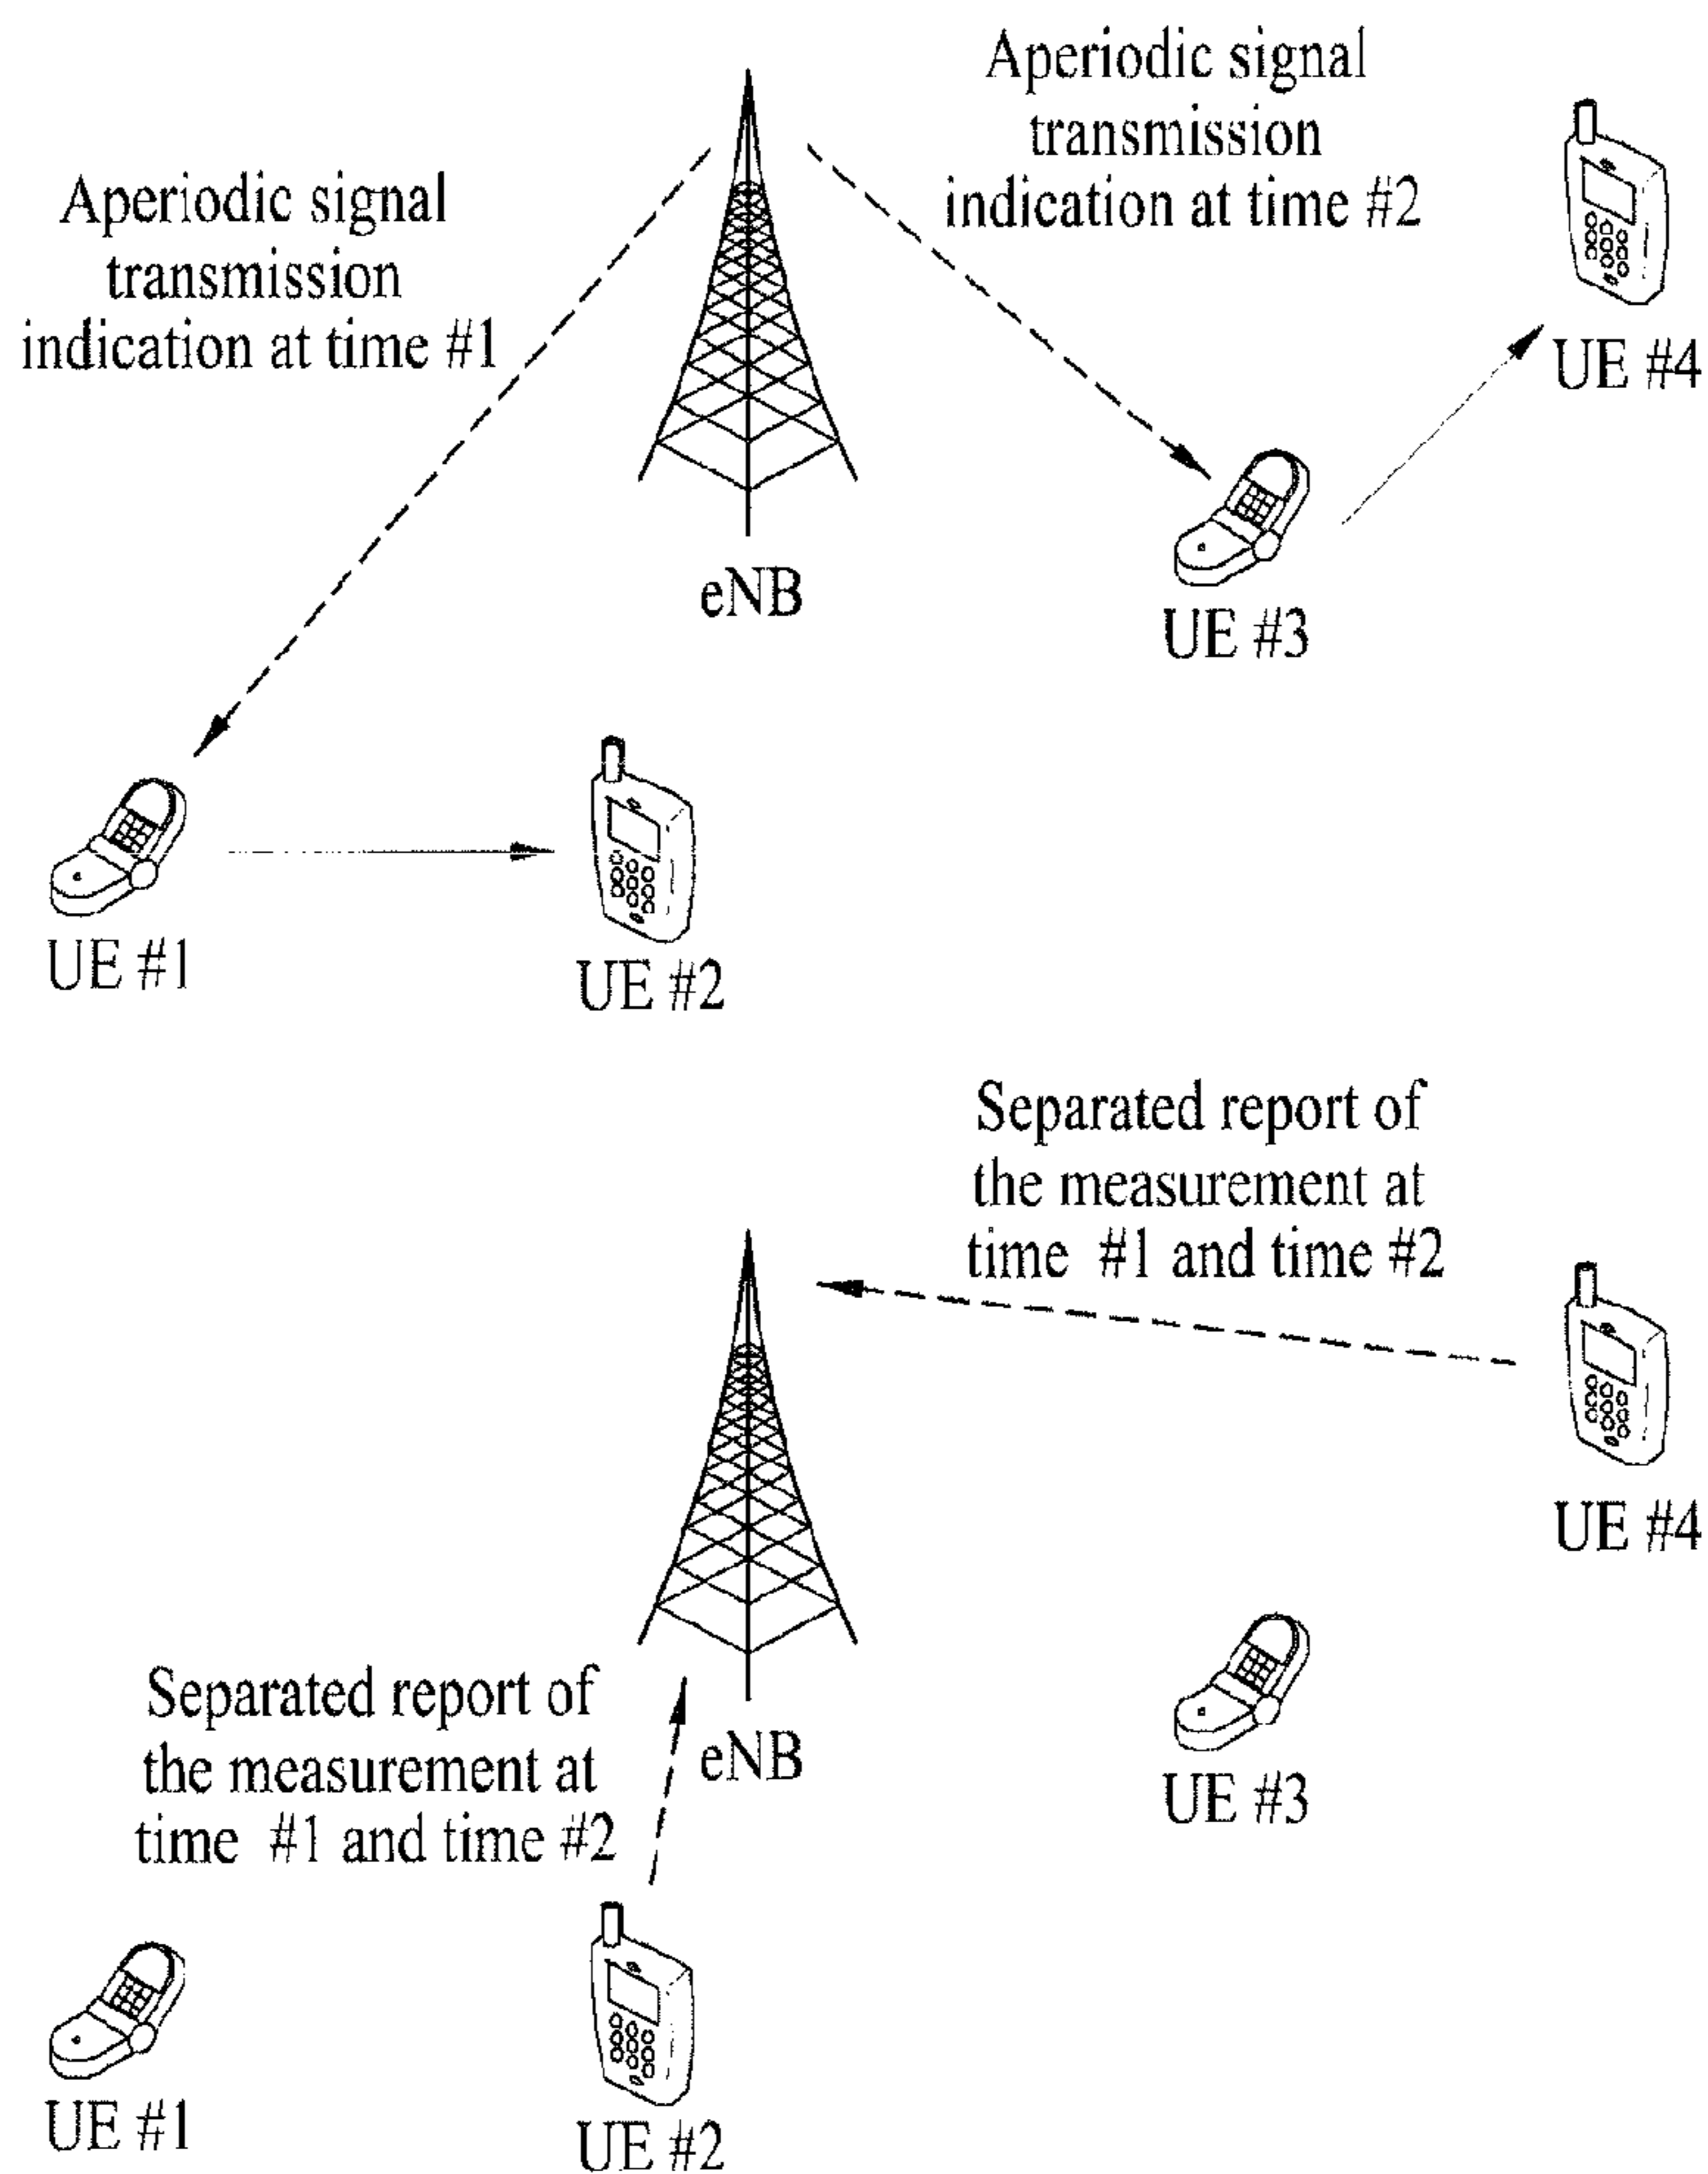 Aperiodic signal
transmission
indication at time #1
Aperiodic signal
transmission
indication at time #2
UE #4
eNB
UE #3
UE #1
UE #2
Separated report of
the measurement at
time #1 and time #2
UE #4
Separated report of
the measurement at
time #1 and time #2
eNB
UE #3
UE #1
UE #2